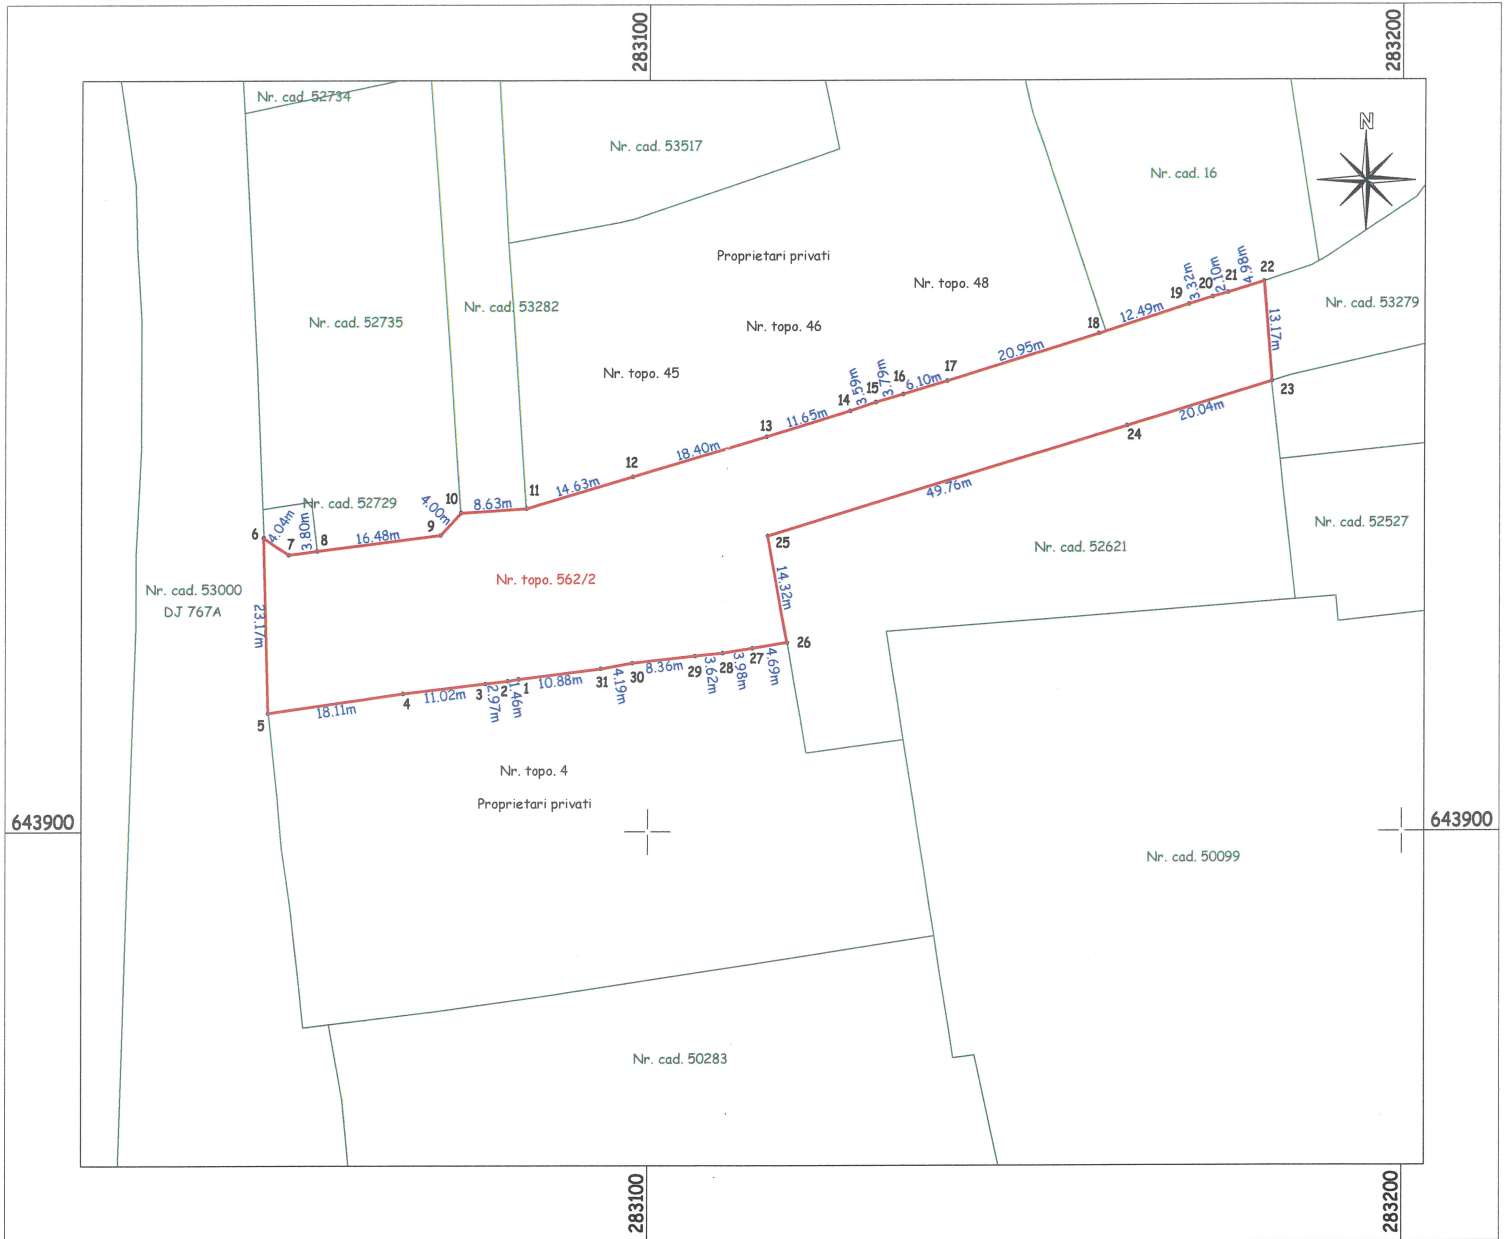 283100
283200
Nr. cad. 52734
N
Nr. cad. 53517
Nr. cad. 16
Proprietari privati
Nr. topo. 48
Nr. cad. 53282
Nr. cad. 52735
Nr. topo. 46
Nr. topo. 45
Nr. cad. 53279
22
4.98m
21
2.10m
20
3.32m
19
12.49m
18
13.17m
20.95m
17
6.10m
16
3.79m
15
3.59m
14
11.65m
13
18.40m
12
14.63m
11
8.63m
10
4.00m
9
16.48m
8
3.80m
7
4.04m
6
Nr. cad. 52729
23
20.04m
24
49.76m
25
14.32m
Nr. cad. 52527
Nr. cad. 52621
Nr. topo. 562/2
Nr. cad. 53000
DJ 767A
23.17m
26
4.69m
27
3.98m
28
3.62m
29
8.36m
30
4.19m
31
10.88m
1
1.46m
2
2.97m
3
11.02m
4
18.11m
5
Nr. topo. 4
Proprietari privati
643900
643900
Nr. cad. 50099
Nr. cad. 50283
283100
283200